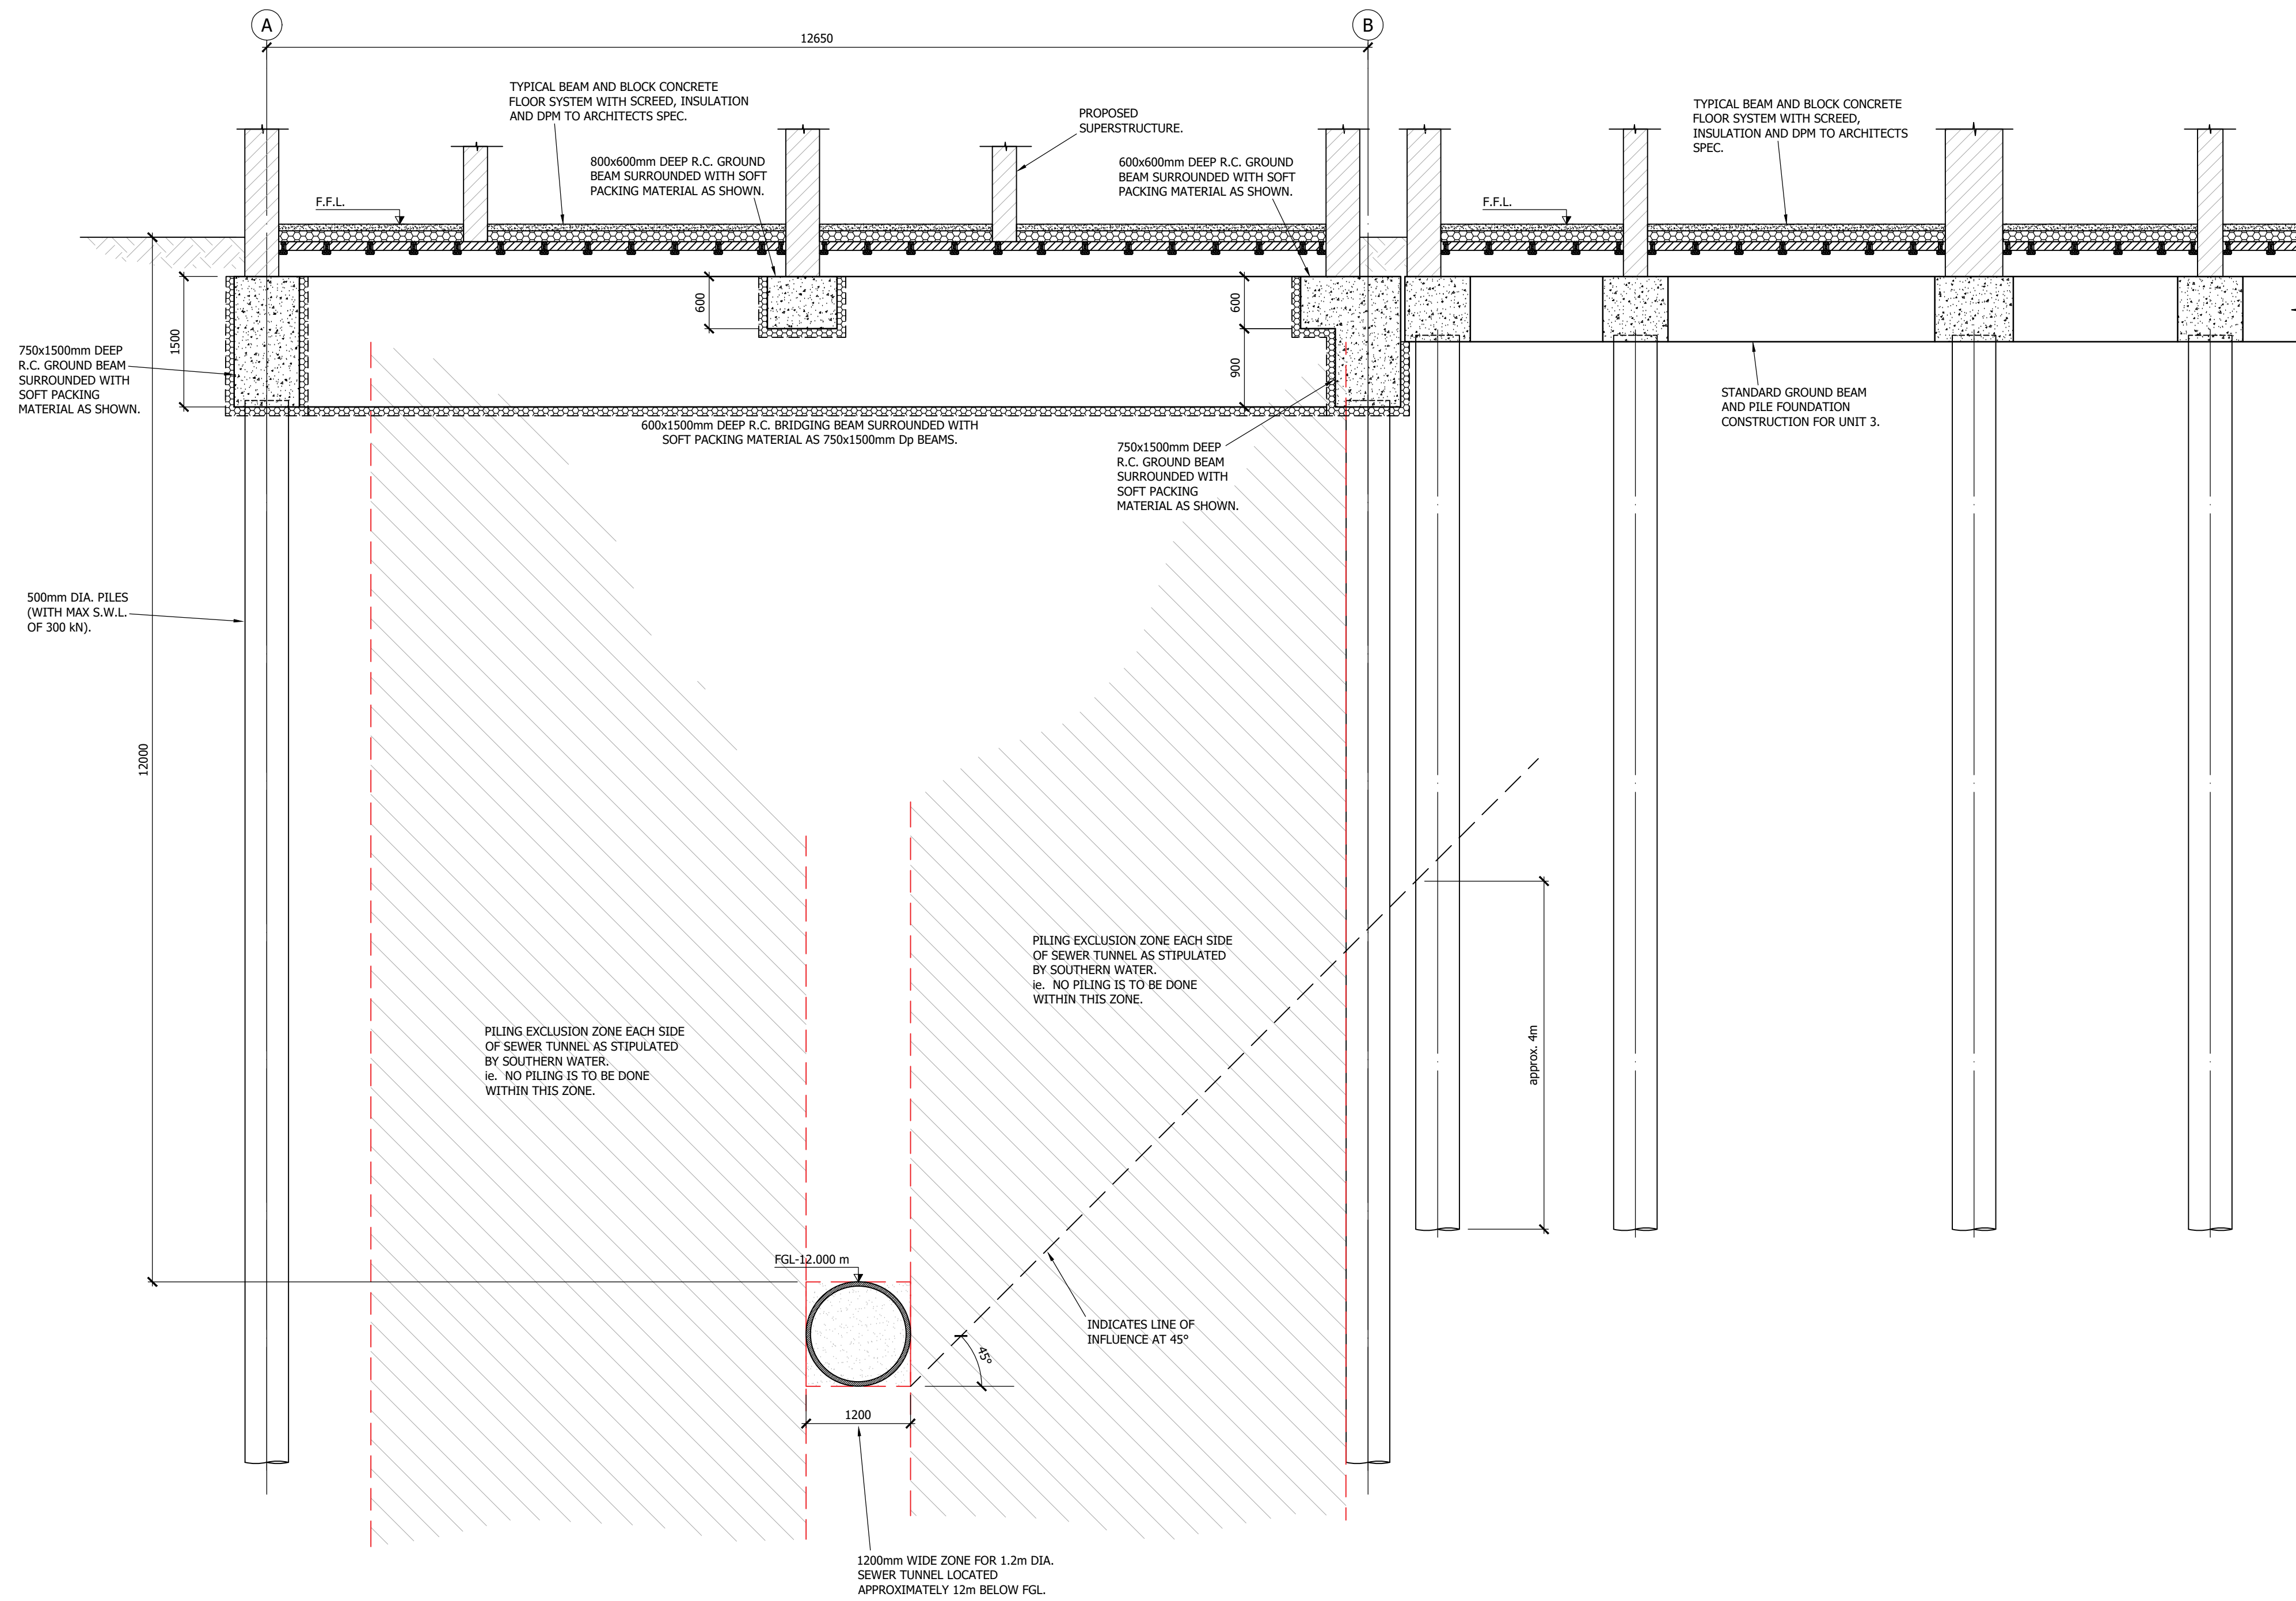 A
B
12650
TYPICAL BEAM AND BLOCK CONCRETE
FLOOR SYSTEM WITH SCREED, INSULATION
AND DPM TO ARCHITECTS SPEC.
PROPOSED
SUPERSTRUCTURE.
TYPICAL BEAM AND BLOCK CONCRETE
FLOOR SYSTEM WITH SCREED,
INSULATION AND DPM TO ARCHITECTS
SPEC.
800x600mm DEEP R.C. GROUND
BEAM SURROUNDED WITH SOFT
PACKING MATERIAL AS SHOWN.
600x600mm DEEP R.C. GROUND
BEAM SURROUNDED WITH SOFT
PACKING MATERIAL AS SHOWN.
F.F.L.
F.F.L.
1500
600
600
900
750x1500mm DEEP
R.C. GROUND BEAM
SURROUNDED WITH
SOFT PACKING
MATERIAL AS SHOWN.
STANDARD GROUND BEAM
AND PILE FOUNDATION
CONSTRUCTION FOR UNIT 3.
600x1500mm DEEP R.C. BRIDGING BEAM SURROUNDED WITH
SOFT PACKING MATERIAL AS 750x1500mm Dp BEAMS.
750x1500mm DEEP
R.C. GROUND BEAM
SURROUNDED WITH
SOFT PACKING
MATERIAL AS SHOWN.
500mm DIA. PILES
(WITH MAX S.W.L.
OF 300 kN).
12000
PILING EXCLUSION ZONE EACH SIDE
OF SEWER TUNNEL AS STIPULATED
BY SOUTHERN WATER.
ie. NO PILING IS TO BE DONE
WITHIN THIS ZONE.
PILING EXCLUSION ZONE EACH SIDE
OF SEWER TUNNEL AS STIPULATED
BY SOUTHERN WATER.
ie. NO PILING IS TO BE DONE
WITHIN THIS ZONE.
approx. 4m
FGL-12.000 m
INDICATES LINE OF
INFLUENCE AT 45°
45°
1200
1200mm WIDE ZONE FOR 1.2m DIA.
SEWER TUNNEL LOCATED
APPROXIMATELY 12m BELOW FGL.